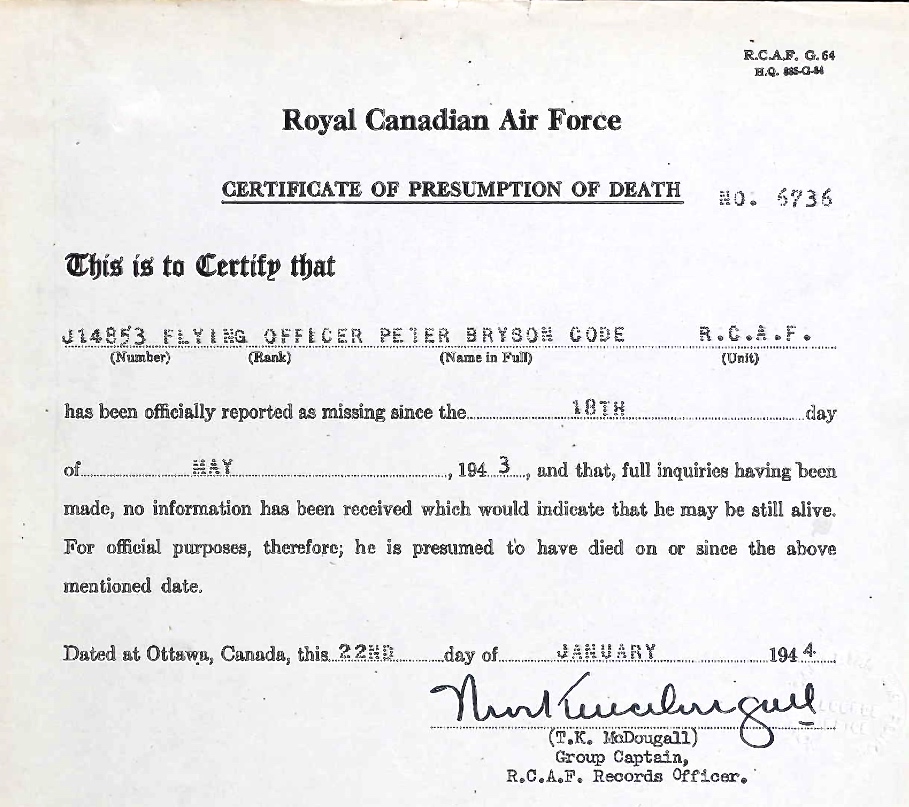 R.C.A.F. G. 64
H.Q. 885-G-84
Royal Canadian Air Force
CERTIFICATE OF PRESUMPTION OF DEATH NO. 6736
This is to Certify that
J14853 FLYING OFFICER PETER BRYSON CODE R.C.A.F.
(Number) (Rank) (Name in Full) (Unit)
has been officially reported as missing since the 18TH day
of MAY, 1943, and that, full inquiries having been
made, no information has been received which would indicate that he may be still alive.
For official purposes, therefore; he is presumed to have died on or since the above
mentioned date.
Dated at Ottawa, Canada, this 22ND day of JANUARY 1944
(T.K. McDougall)
Group Captain,
R.C.A.F. Records Officer.